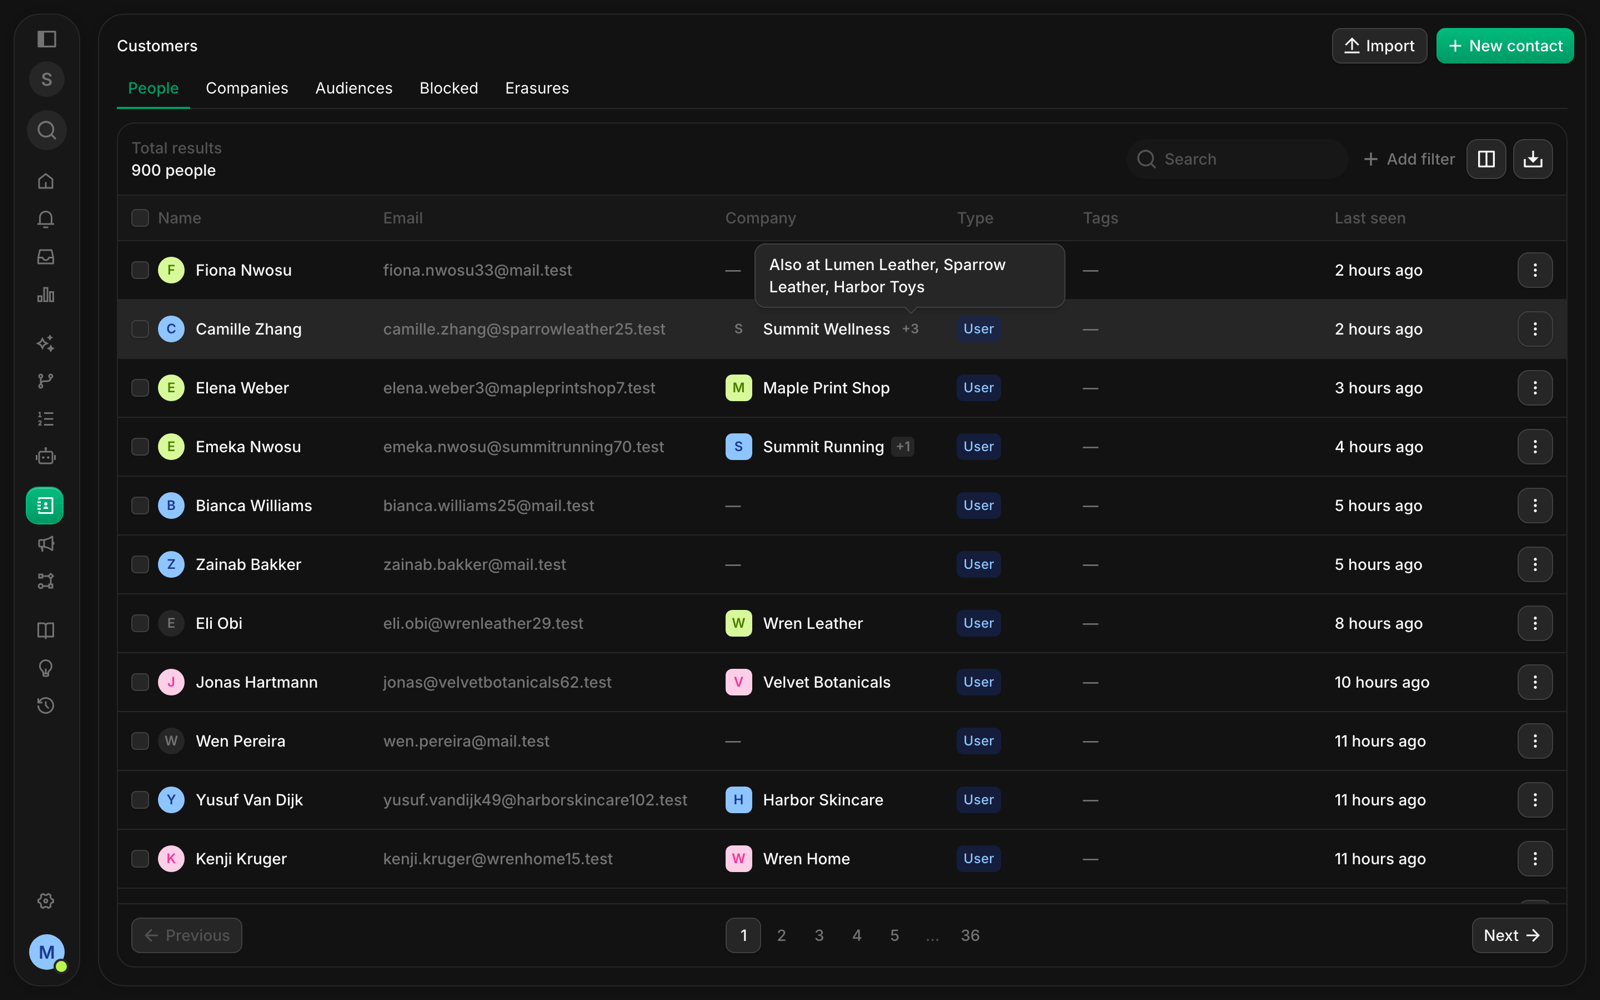 S
Customers
Import
New contact
People
Companies
Audiences
Blocked
Erasures
Total results
900 people
Search
Add filter
Name Email Company Type Tags Last seen
Also at Lumen Leather, Sparrow
Leather, Harbor Toys
F Fiona Nwosu fiona.nwosu33@mail.test — — 2 hours ago
C Camille Zhang camille.zhang@sparrowleather25.test S Summit Wellness +3 User — 2 hours ago
E Elena Weber elena.weber3@mapleprintshop7.test M Maple Print Shop User — 3 hours ago
E Emeka Nwosu emeka.nwosu@summitrunning70.test S Summit Running +1 User — 4 hours ago
B Bianca Williams bianca.williams25@mail.test — User — 5 hours ago
Z Zainab Bakker zainab.bakker@mail.test — User — 5 hours ago
E Eli Obi eli.obi@wrenleather29.test W Wren Leather User — 8 hours ago
J Jonas Hartmann jonas@velvetbotanicals62.test V Velvet Botanicals User — 10 hours ago
W Wen Pereira wen.pereira@mail.test — User — 11 hours ago
Y Yusuf Van Dijk yusuf.vandijk49@harborskincare102.test H Harbor Skincare User — 11 hours ago
K Kenji Kruger kenji.kruger@wrenhome15.test W Wren Home User — 11 hours ago
Previous 1 2 3 4 5 ... 36 Next
M